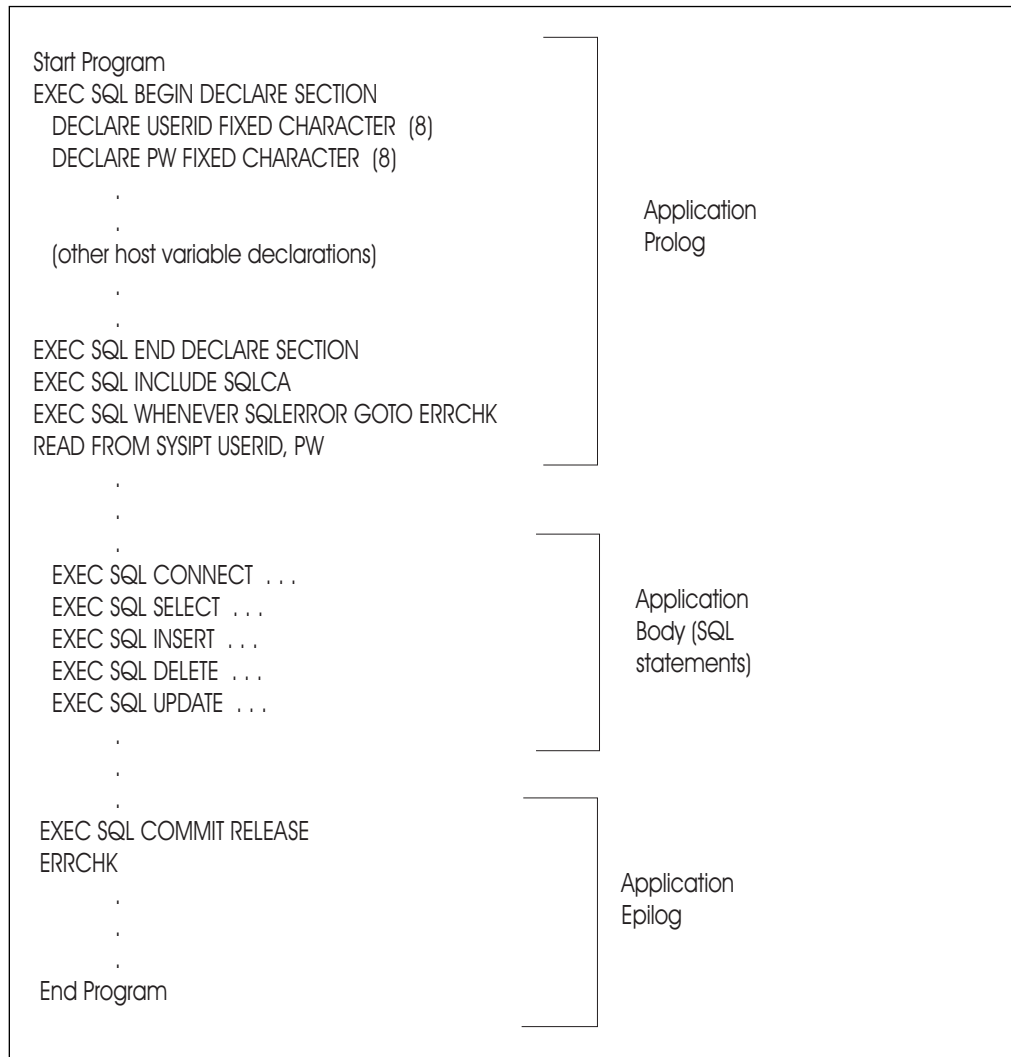 Start Program
EXEC SQL BEGIN DECLARE SECTION
DECLARE USERID FIXED CHARACTER (8)
DECLARE PW FIXED CHARACTER (8)
.
.
(other host variable declarations)
.
.
EXEC SQL END DECLARE SECTION
EXEC SQL INCLUDE SQLCA
EXEC SQL WHENEVER SQLERROR GOTO ERRCHK
READ FROM SYSIPT USERID, PW
Application
Prolog
.
.
.
EXEC SQL CONNECT . . .
EXEC SQL SELECT . . .
EXEC SQL INSERT . . .
EXEC SQL DELETE . . .
EXEC SQL UPDATE . . .
Application
Body (SQL
statements)
.
.
.
EXEC SQL COMMIT RELEASE
ERRCHK
.
.
.
End Program
Application
Epilog